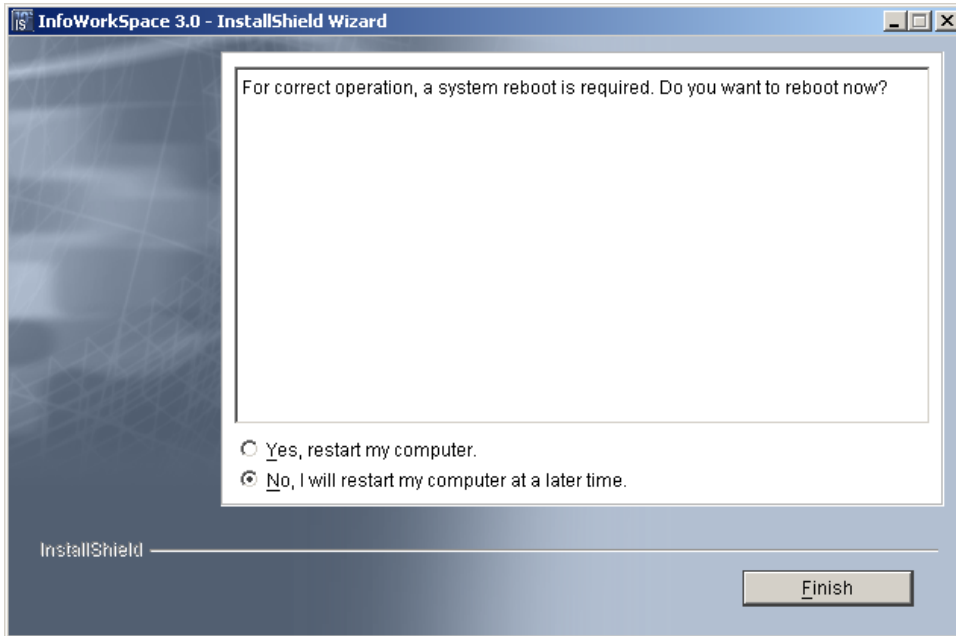 InfoWorkSpace 3.0 - InstallShield Wizard
For correct operation, a system reboot is required. Do you want to reboot now?
Yes, restart my computer.
No, I will restart my computer at a later time.
InstallShield
Finish